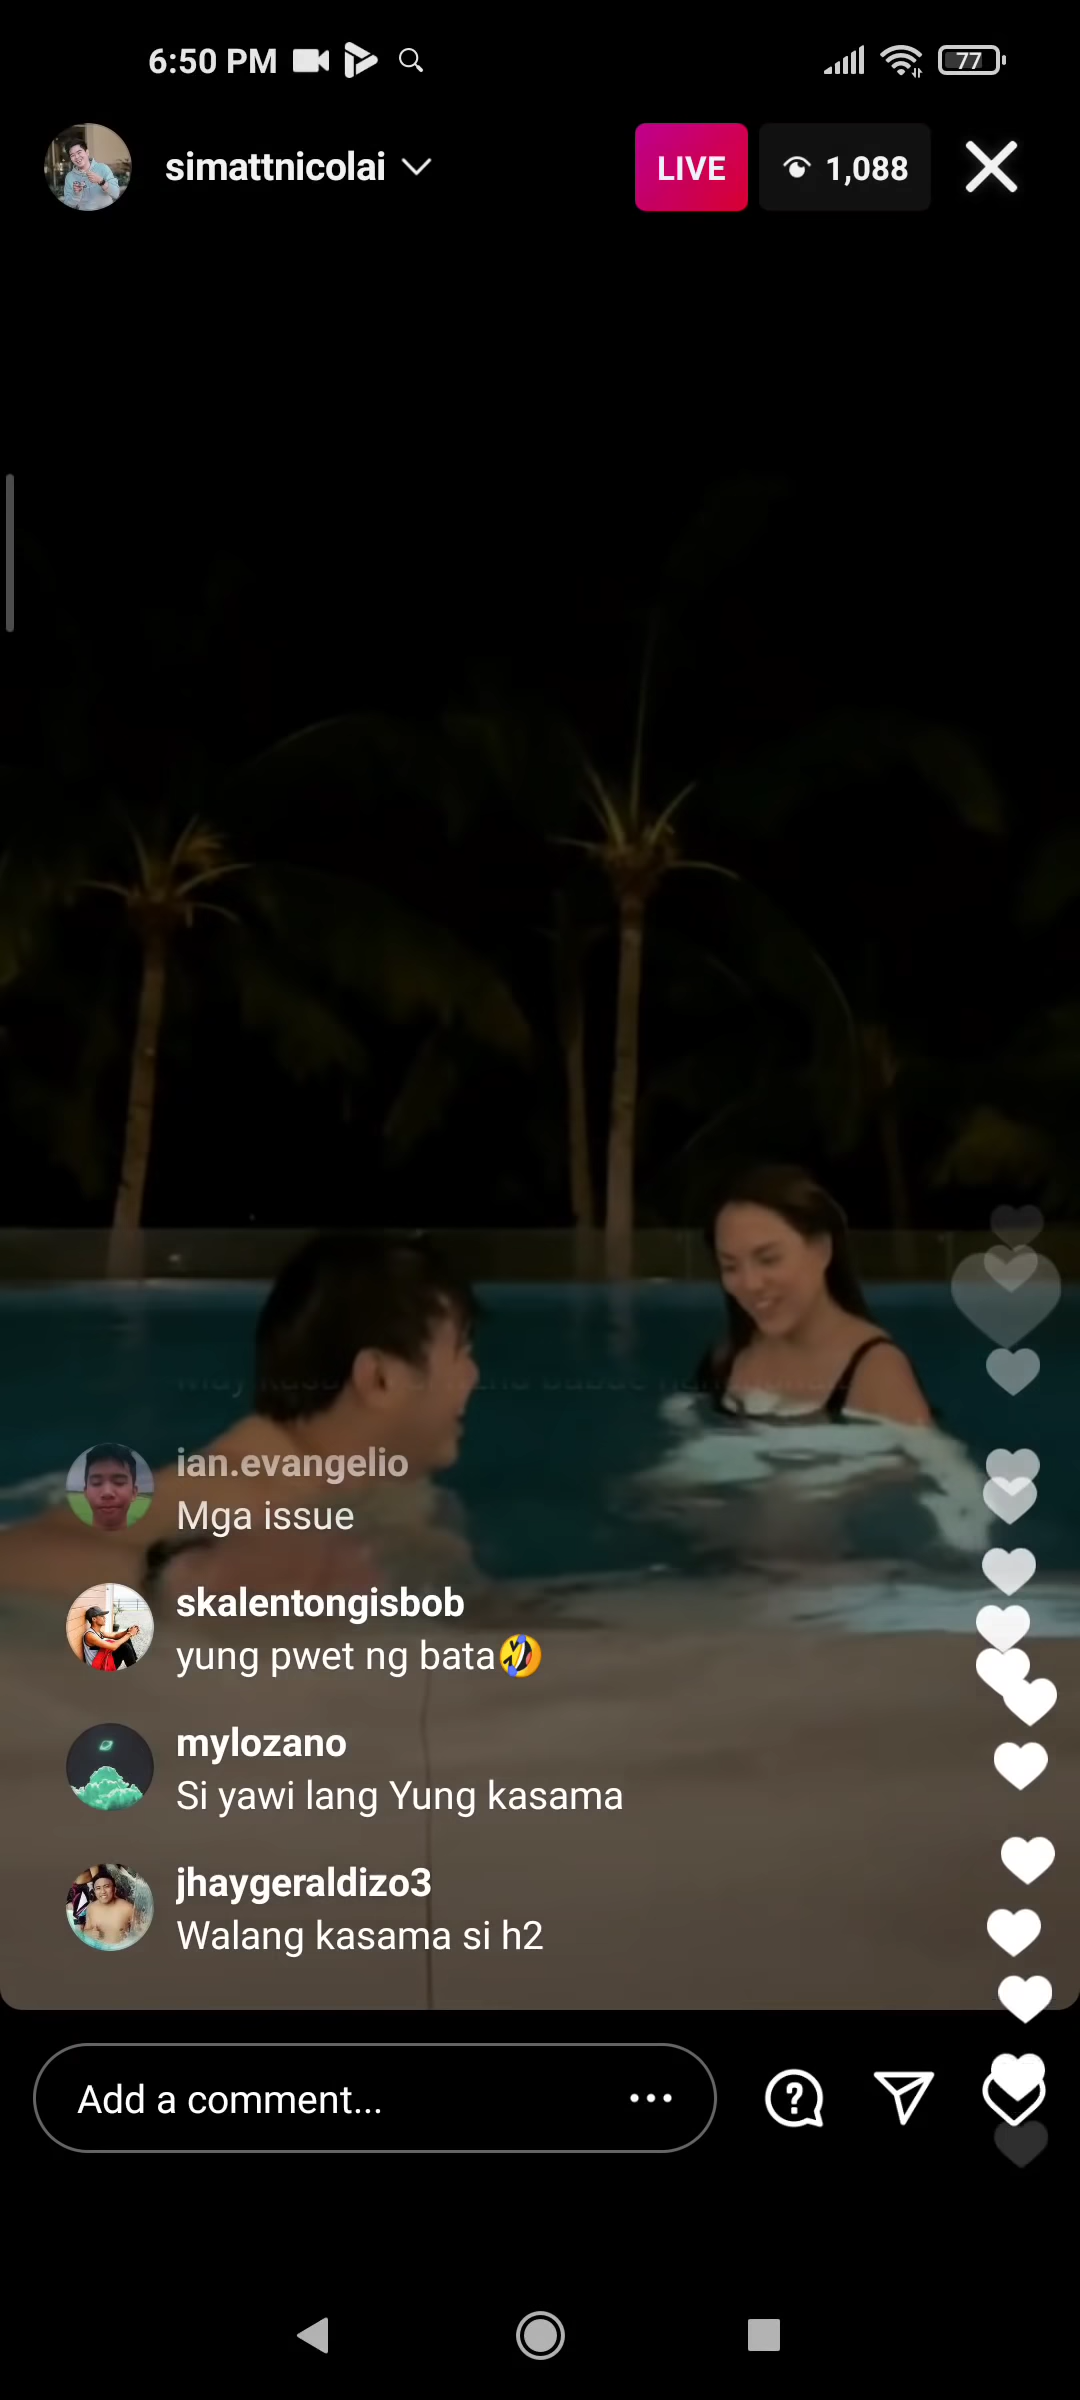 6:50 PM
77
simattnicolai
LIVE
1,088
ian.evangelio
Mga issue
skalentongisbob
yung pwet ng bata🤣
mylozano
Si yawi lang Yung kasama
jhaygeraldizo3
Walang kasama si h2
Add a comment...